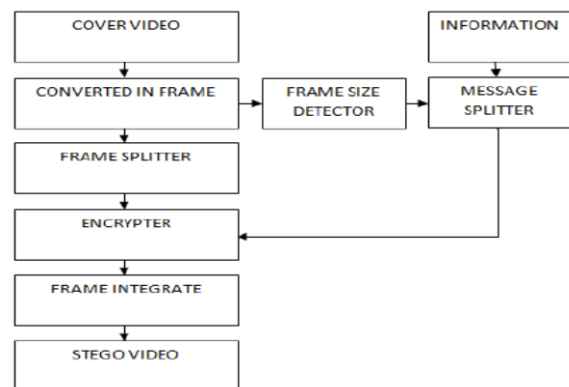 COVER VIDEO
INFORMATION
CONVERTED IN FRAME
FRAME SIZE
DETECTOR
MESSAGE
SPLITTER
FRAME SPLITTER
ENCRYPTER
FRAME INTEGRATE
STEGO VIDEO